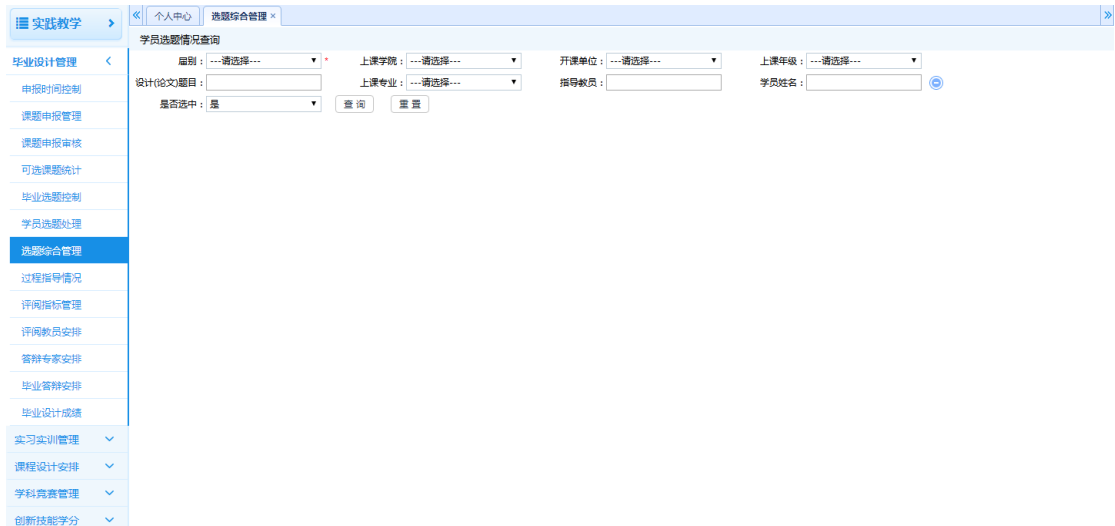 实践教学
个人中心 选题综合管理 ×
学员选题情况查询
届别：---请选择--- * 上课学院：---请选择--- 开课单位：---请选择--- 上课年级：---请选择---
设计(论文)题目： 上课专业：---请选择--- 指导教员： 学员姓名：
是否选中：是 查 询 重 置
毕业设计管理
申报时间控制
课题申报管理
课题申报审核
可选课题统计
毕业选题控制
学员选题处理
选题综合管理
过程指导情况
评阅指标管理
评阅教员安排
答辩专家安排
毕业答辩安排
毕业设计成绩
实习实训管理
课程设计安排
学科竞赛管理
创新技能学分